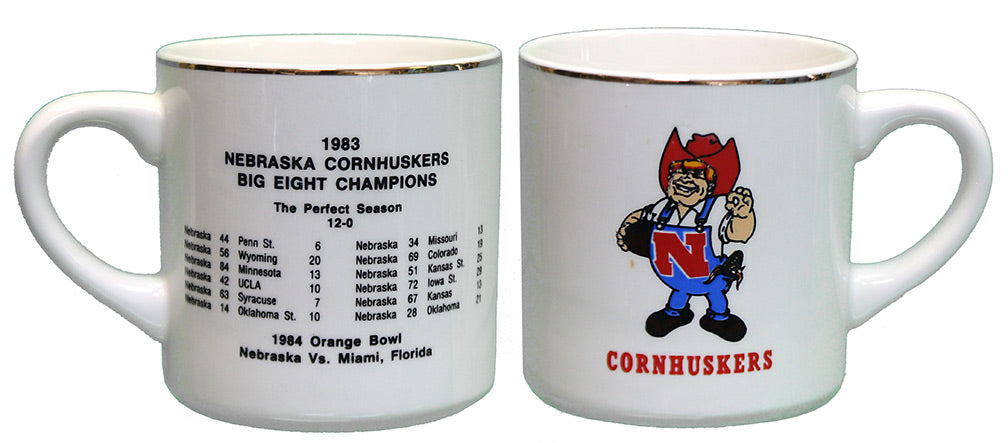 1983
NEBRASKA CORNHUSKERS
BIG EIGHT CHAMPIONS
The Perfect Season
12-0
Nebraska 44 Penn St. 6
Nebraska 56 Wyoming 20
Nebraska 84 Minnesota 13
Nebraska 42 UCLA 10
Nebraska 63 Syracuse 7
Nebraska 14 Oklahoma St. 10
Nebraska 34 Missouri 13
Nebraska 69 Colorado 19
Nebraska 51 Kansas St. 25
Nebraska 72 Iowa St. 29
Nebraska 67 Kansas 13
Nebraska 28 Oklahoma 21
1984 Orange Bowl
Nebraska Vs. Miami, Florida
N
CORNHUSKERS